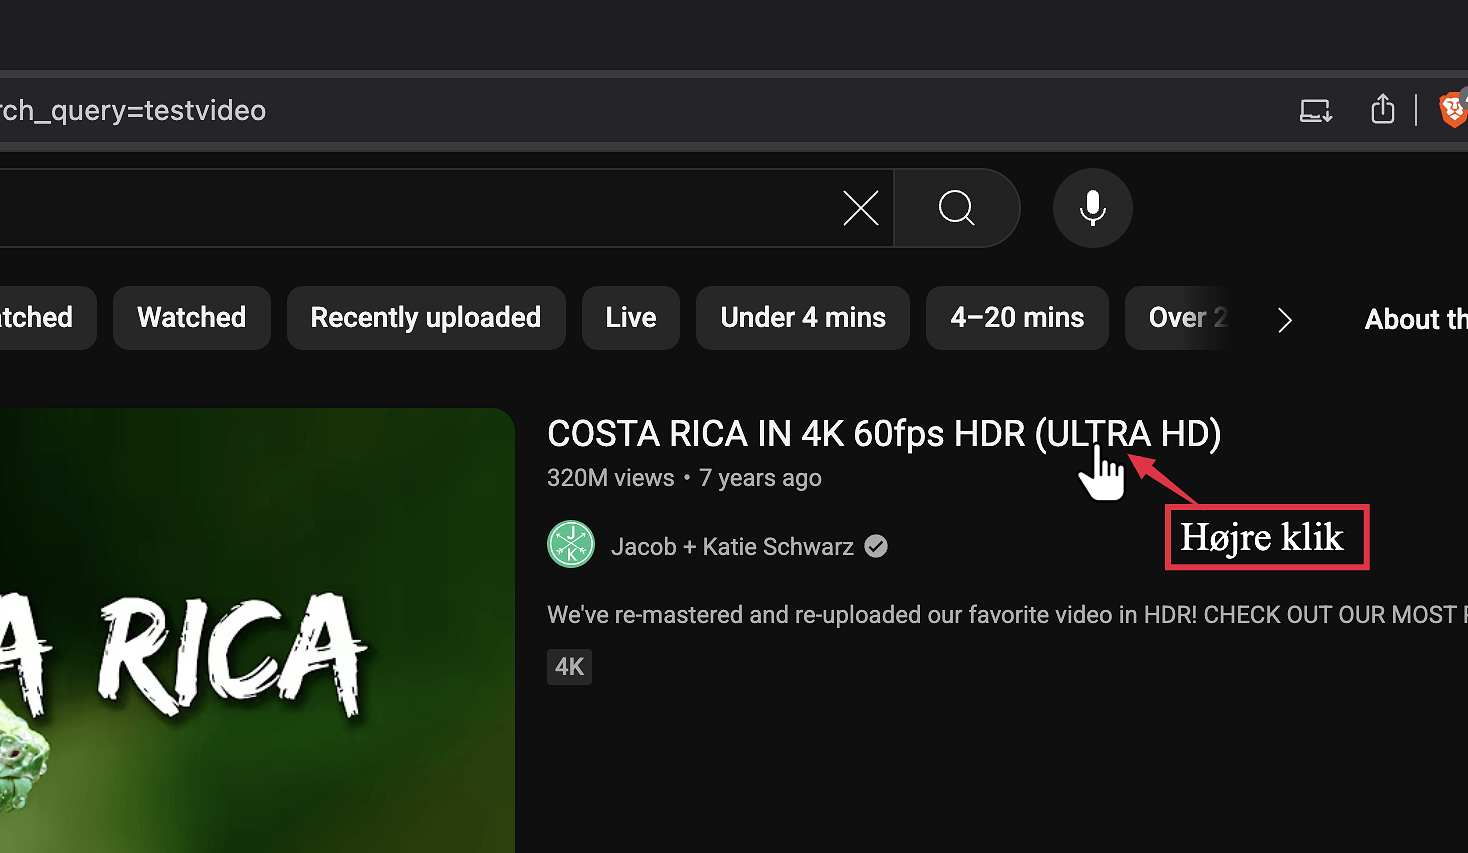 rch_query=testvideo
tched
Watched
Recently uploaded
Live
Under 4 mins
4–20 mins
Over 2
About th
COSTA RICA IN 4K 60fps HDR (ULTRA HD)
320M views • 7 years ago
Højre klik
JK
Jacob + Katie Schwarz
We've re-mastered and re-uploaded our favorite video in HDR! CHECK OUT OUR MOST
4K
A RICA